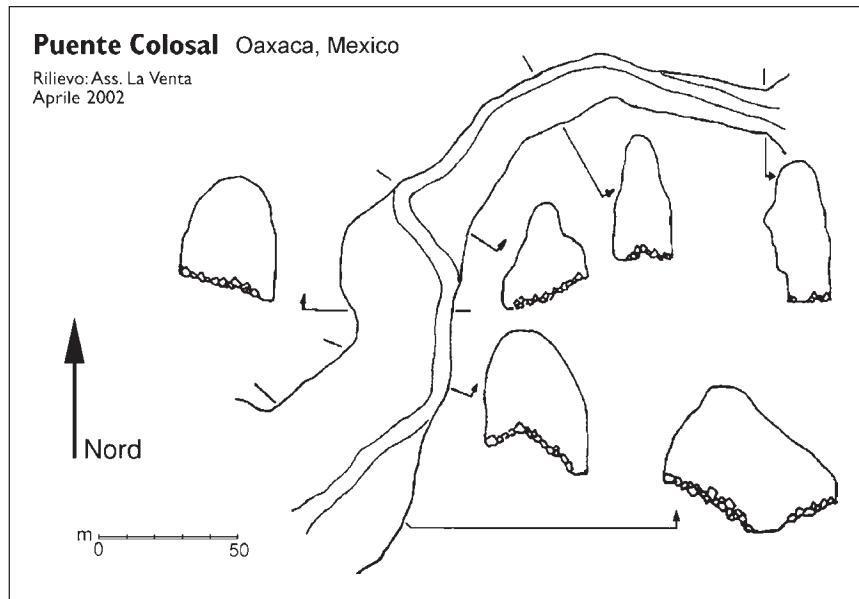 Puente Colosal Oaxaca, Mexico
Rilievo: Ass. La Venta
Aprile 2002
Nord
m
0 50